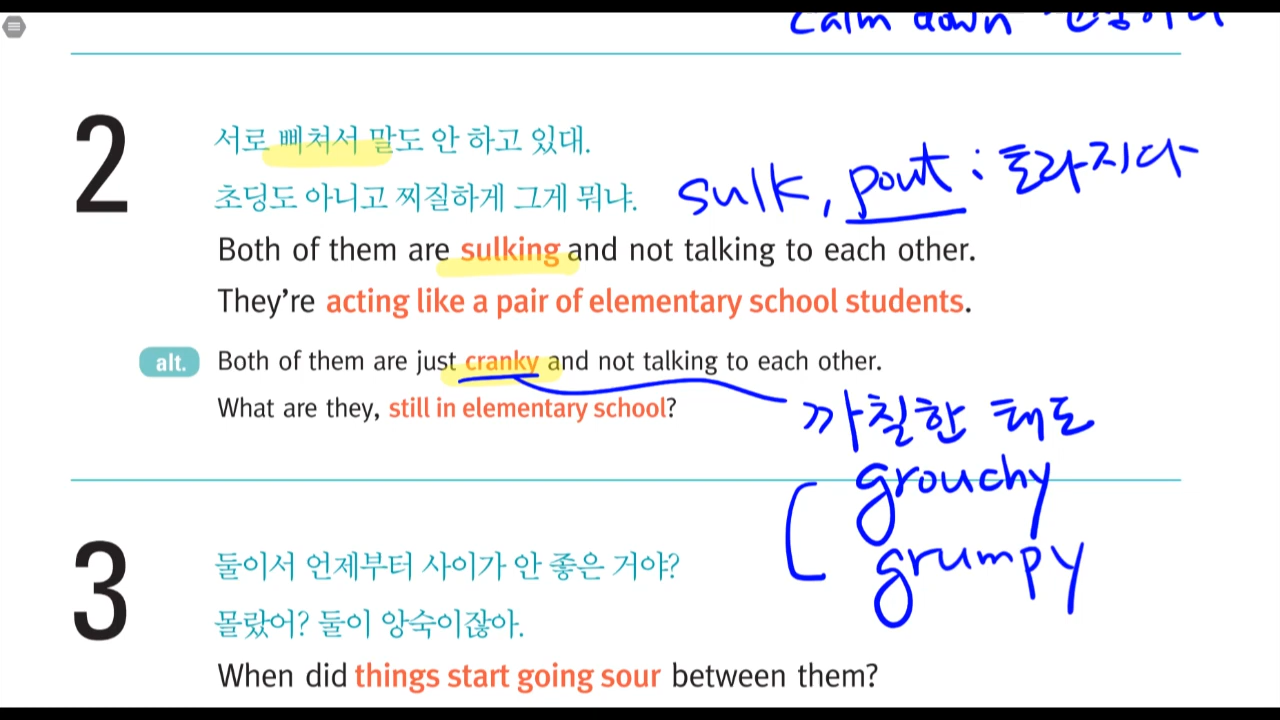 calm down
2
서로 삐쳐서 말도 안 하고 있대.
초딩도 아니고 찌질하게 그게 뭐냐.
sulk, pout : 토라지다
Both of them are sulking and not talking to each other.
They're acting like a pair of elementary school students.
alt. Both of them are just cranky and not talking to each other.
What are they, still in elementary school?
까칠한 태도
grouchy
grumpy
3
둘이서 언제부터 사이가 안 좋은 거야?
몰랐어? 둘이 앙숙이잖아.
When did things start going sour between them?